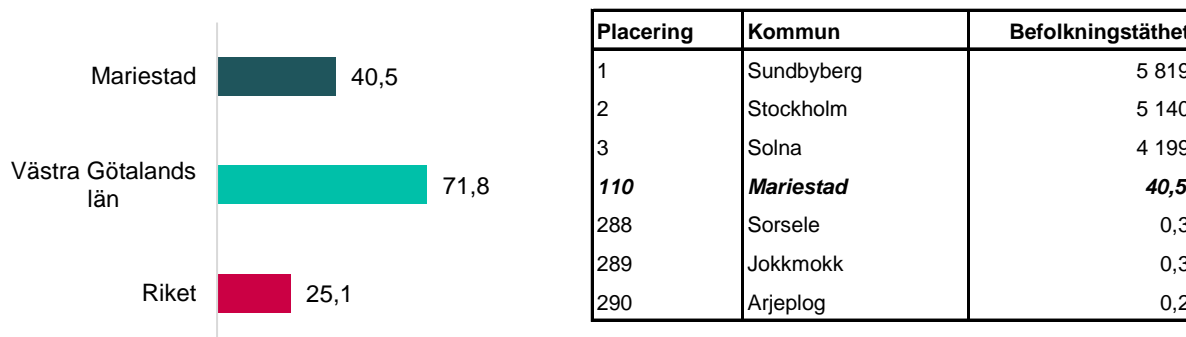 Mariestad
40,5
Västra Götalands
län
71,8
Riket
25,1
Placering Kommun Befolkningstäthet
1 Sundbyberg 5 819
2 Stockholm 5 140
3 Solna 4 199
110 Mariestad 40,5
288 Sorsele 0,3
289 Jokkmokk 0,3
290 Arjeplog 0,2